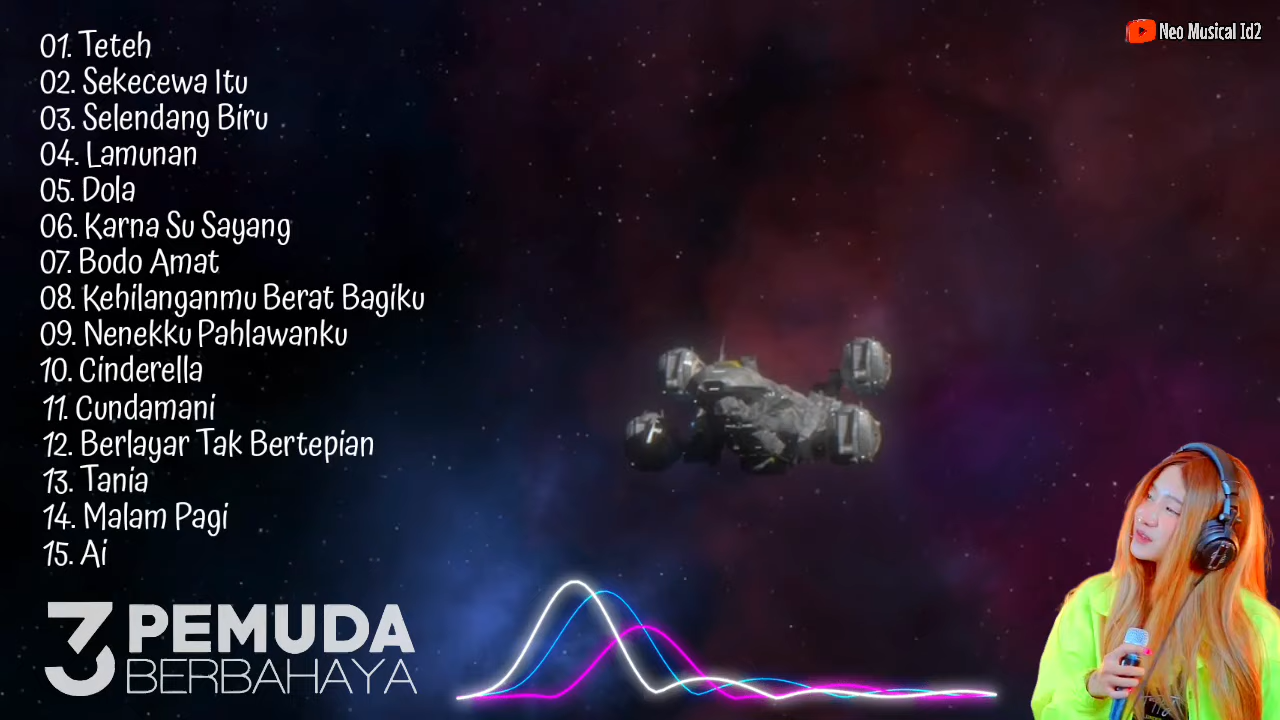 01. Teteh
02. Sekecewa Itu
03. Selendang Biru
04. Lamunan
05. Dola
06. Karna Su Sayang
07. Bodo Amat
08. Kehilanganmu Berat Bagiku
09. Nenekku Pahlawanku
10. Cinderella
11. Cundamani
12. Berlayar Tak Bertepian
13. Tania
14. Malam Pagi
15. Ai
3 PEMUDA
BERBAHAYA
Neo Musical Id2